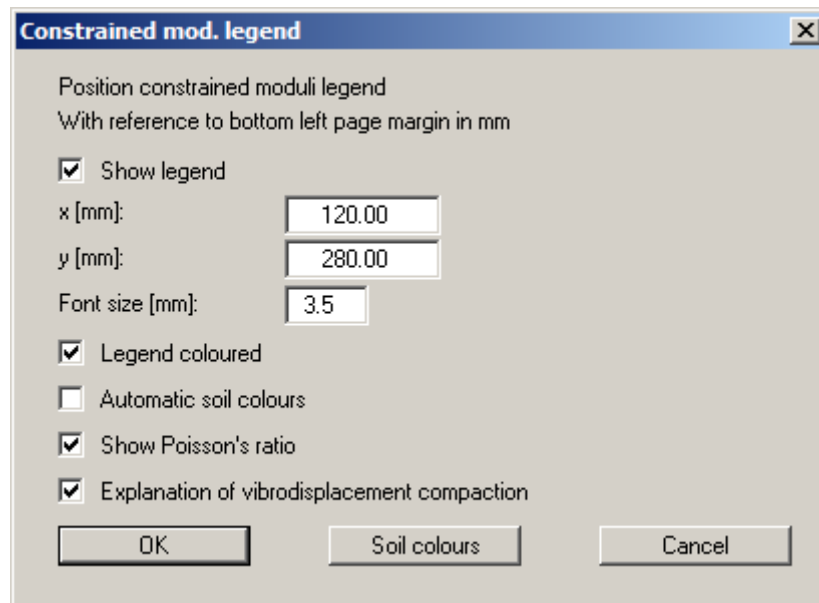 Constrained mod. legend
Position constrained moduli legend
With reference to bottom left page margin in mm
Show legend
x [mm]: 120.00
y [mm]: 280.00
Font size [mm]: 3.5
Legend coloured
Automatic soil colours
Show Poisson's ratio
Explanation of vibrodisplacement compaction
OK Soil colours Cancel